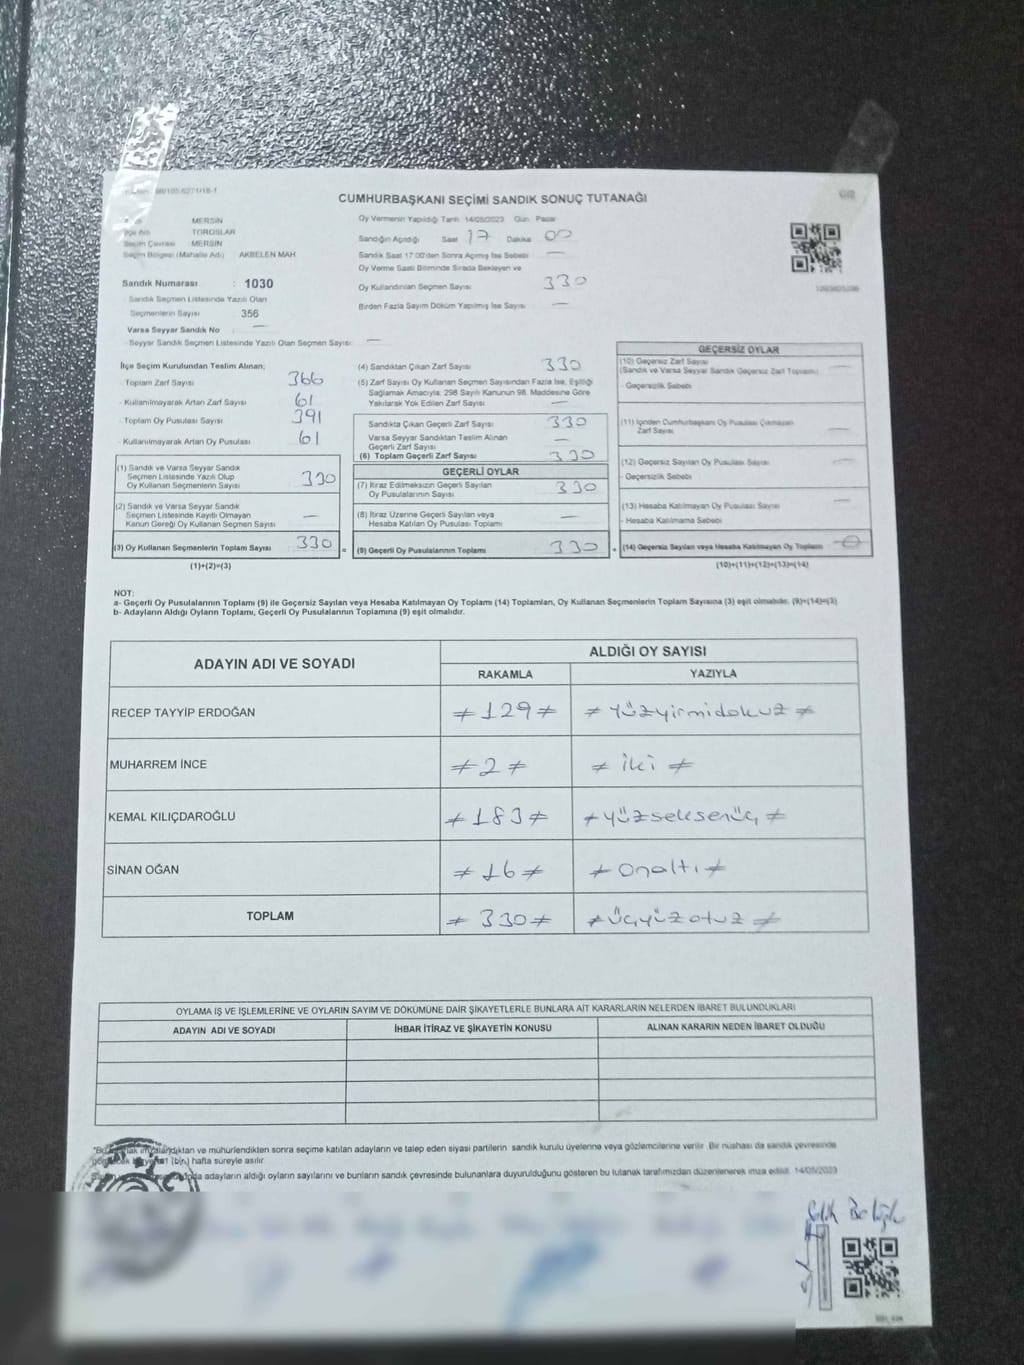 CUMHURBAŞKANI SEÇİMİ SANDIK SONUÇ TUTANAĞI
MERSİN
TOROSLAR
Seçim Çevresi : MERSİN
Seçim Bölgesi (Mahalle Adı) AKBELEN MAH
Sandık Numarası : 1030
Sandık Seçmen Listesinde Yazılı Olan
Seçmenlerin Sayısı 356
Varsa Seyyar Sandık No —
Seyyar Sandık Seçmen Listesinde Yazılı Olan Seçmen Sayısı: —
Oy Vermenin Yapıldığı Tarih 14/05/2023 Gün Pazar
Sandığın Açıldığı Saat 17 Dakika 00
Sandık Saat 17:00'den Sonra Açılmış İse Sebebi —
Oy Verme Saati Bitiminde Sırada Bekleyen ve
Oy Kullandırılan Seçmen Sayısı 330
Birden Fazla Sayım Döküm Yapılmış İse Sayısı —
İlçe Seçim Kurulundan Teslim Alınan;
- Toplam Zarf Sayısı 366
- Kullanılmayarak Artan Zarf Sayısı 61
- Toplam Oy Pusulası Sayısı 391
- Kullanılmayarak Artan Oy Pusulası 61
(1) Sandık ve Varsa Seyyar Sandık
Seçmen Listesinde Yazılı Olup
Oy Kullanan Seçmenlerin Sayısı 330
(2) Sandık ve Varsa Seyyar Sandık
Seçmen Listesinde Kayıtlı Olmayan
Kanun Gereği Oy Kullanan Seçmen Sayısı —
(3) Oy Kullanan Seçmenlerin Toplam Sayısı 330 =
(1)+(2)=(3)
(4) Sandıktan Çıkan Zarf Sayısı 330
(5) Zarf Sayısı Oy Kullanan Seçmen Sayısından Fazla İse, Eşitliği
Sağlamak Amacıyla; 298 Sayılı Kanunun 98. Maddesine Göre
Yakılarak Yok Edilen Zarf Sayısı —
Sandıkta Çıkan Geçerli Zarf Sayısı 330
Varsa Seyyar Sandıktan Teslim Alınan
Geçerli Zarf Sayısı —
(6) Toplam Geçerli Zarf Sayısı 330
GEÇERLİ OYLAR
(7) İtiraz Edilmeksizin Geçerli Sayılan
Oy Pusulalarının Sayısı 330
(8) İtiraz Üzerine Geçerli Sayılan veya
Hesaba Katılan Oy Pusulası Toplamı —
(9) Geçerli Oy Pusulalarının Toplamı 330 +
GEÇERSİZ OYLAR
(10) Geçersiz Zarf Sayısı
(Sandık ve Varsa Seyyar Sandık Geçersiz Zarf Toplamı) —
- Geçersizlik Sebebi
(11) İçinden Cumhurbaşkanı Oy Pusulası Çıkmayan
Zarf Sayısı —
(12) Geçersiz Sayılan Oy Pusulası Sayısı —
- Geçersizlik Sebebi
(13) Hesaba Katılmayan Oy Pusulası Sayısı —
- Hesaba Katılmama Sebebi
(14) Geçersiz Sayılan veya Hesaba Katılmayan Oy Toplamı 0
(10)+(11)+(12)+(13)=(14)
NOT:
a- Geçerli Oy Pusulalarının Toplamı (9) ile Geçersiz Sayılan veya Hesaba Katılmayan Oy Toplamı (14) Toplamları, Oy Kullanan Seçmenlerin Toplam Sayısına (3) eşit olmalıdır. (9)+(14)=(3)
b- Adayların Aldığı Oyların Toplamı, Geçerli Oy Pusulalarının Toplamına (9) eşit olmalıdır.
ADAYIN ADI VE SOYADI ALDIĞI OY SAYISI
RAKAMLA YAZIYLA
RECEP TAYYİP ERDOĞAN ≠129≠ ≠yüzyirmidokuz≠
MUHARREM İNCE ≠2≠ ≠iki≠
KEMAL KILIÇDAROĞLU ≠183≠ ≠yüzseksenüç≠
SİNAN OĞAN ≠16≠ ≠onaltı≠
TOPLAM ≠330≠ ≠üçyüzotuz≠
OYLAMA İŞ VE İŞLEMLERİNE VE OYLARIN SAYIM VE DÖKÜMÜNE DAİR ŞİKAYETLERLE BUNLARA AİT KARARLARIN NELERDEN İBARET BULUNDUKLARI
ADAYIN ADI VE SOYADI İHBAR İTİRAZ VE ŞİKAYETİN KONUSU ALINAN KARARIN NEDEN İBARET OLDUĞU
ve mühürlendikten sonra seçime katılan adayların ve talep eden siyasi partilerin sandık kurulu üyelerine veya gözlemcilerine verilir. Bir nüshası da sandık çevresinde
1 (bir) hafta süreyle asılır.
adayların aldığı oyların sayılarını ve bunların sandık çevresinde bulunanlara duyurulduğunu gösteren bu tutanak tarafımızdan düzenlenerek imza edildi. 14/05/2023